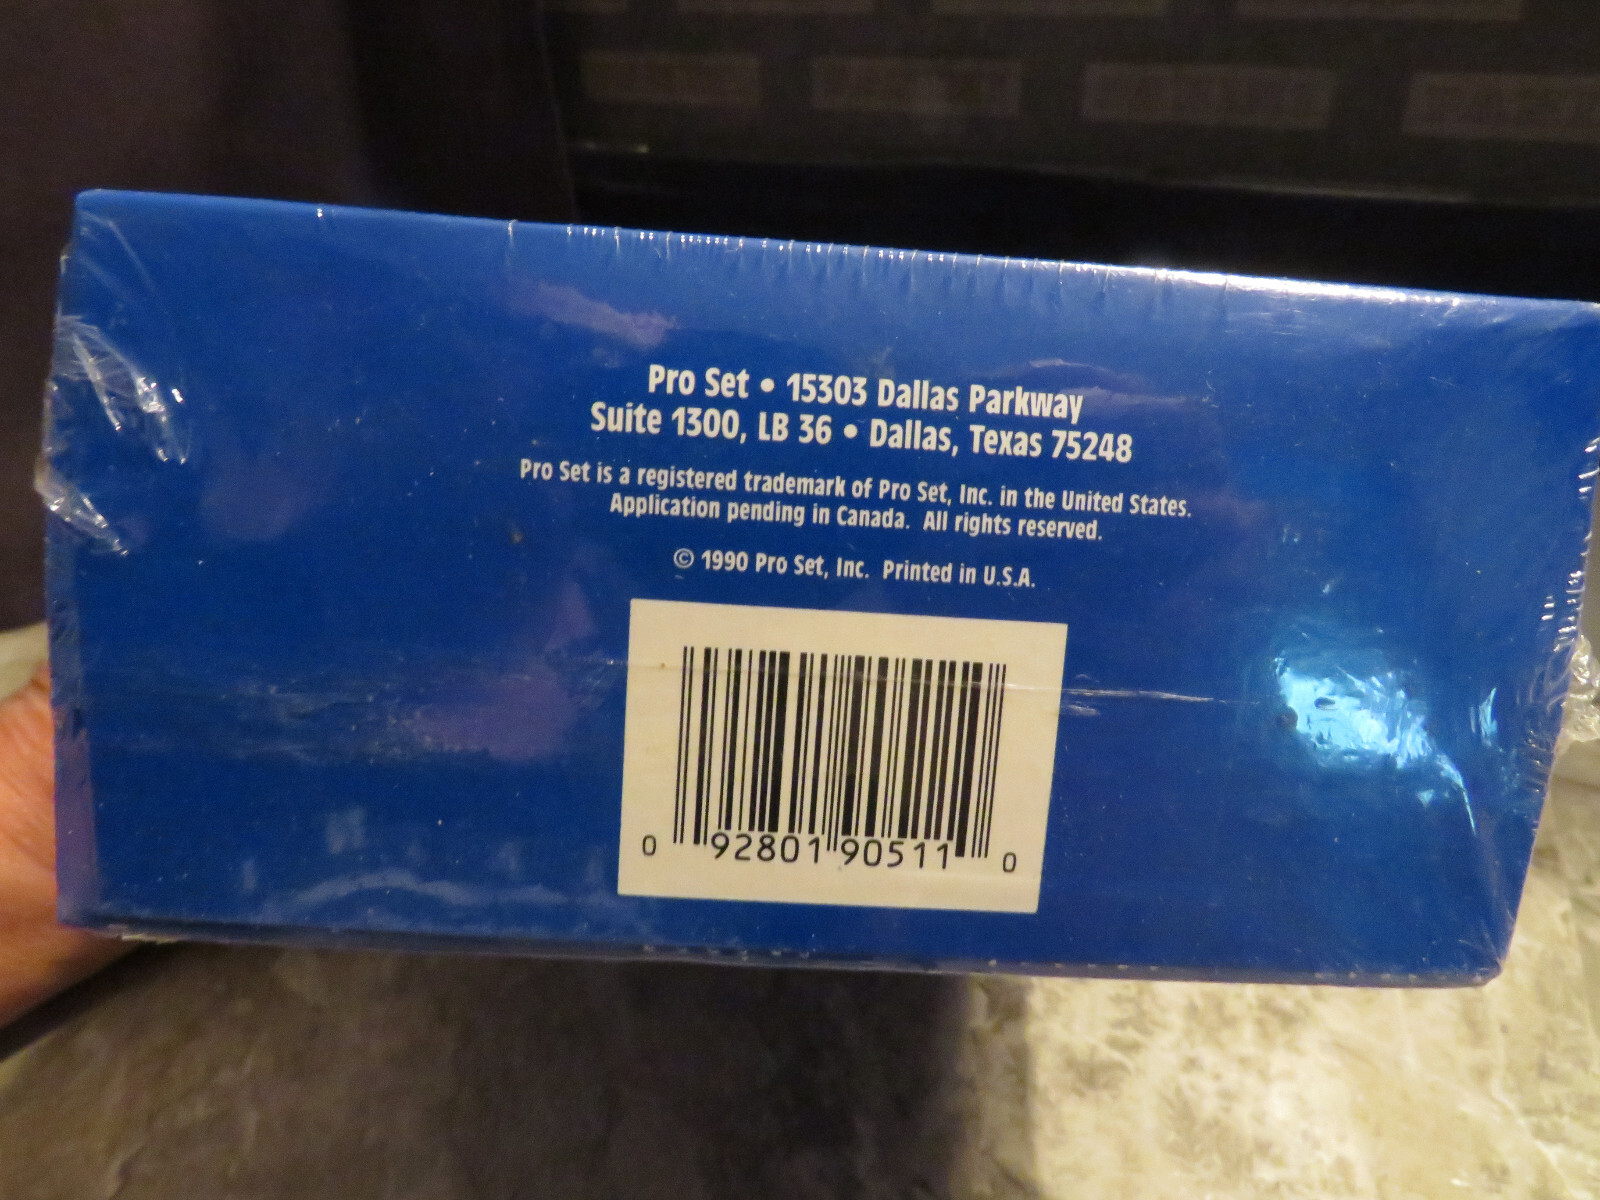 Pro Set • 15303 Dallas Parkway
Suite 1300, LB 36 • Dallas, Texas 75248
Pro Set is a registered trademark of Pro Set, Inc. in the United States.
Application pending in Canada. All rights reserved.
© 1990 Pro Set, Inc. Printed in U.S.A.
0 92801 90511 0